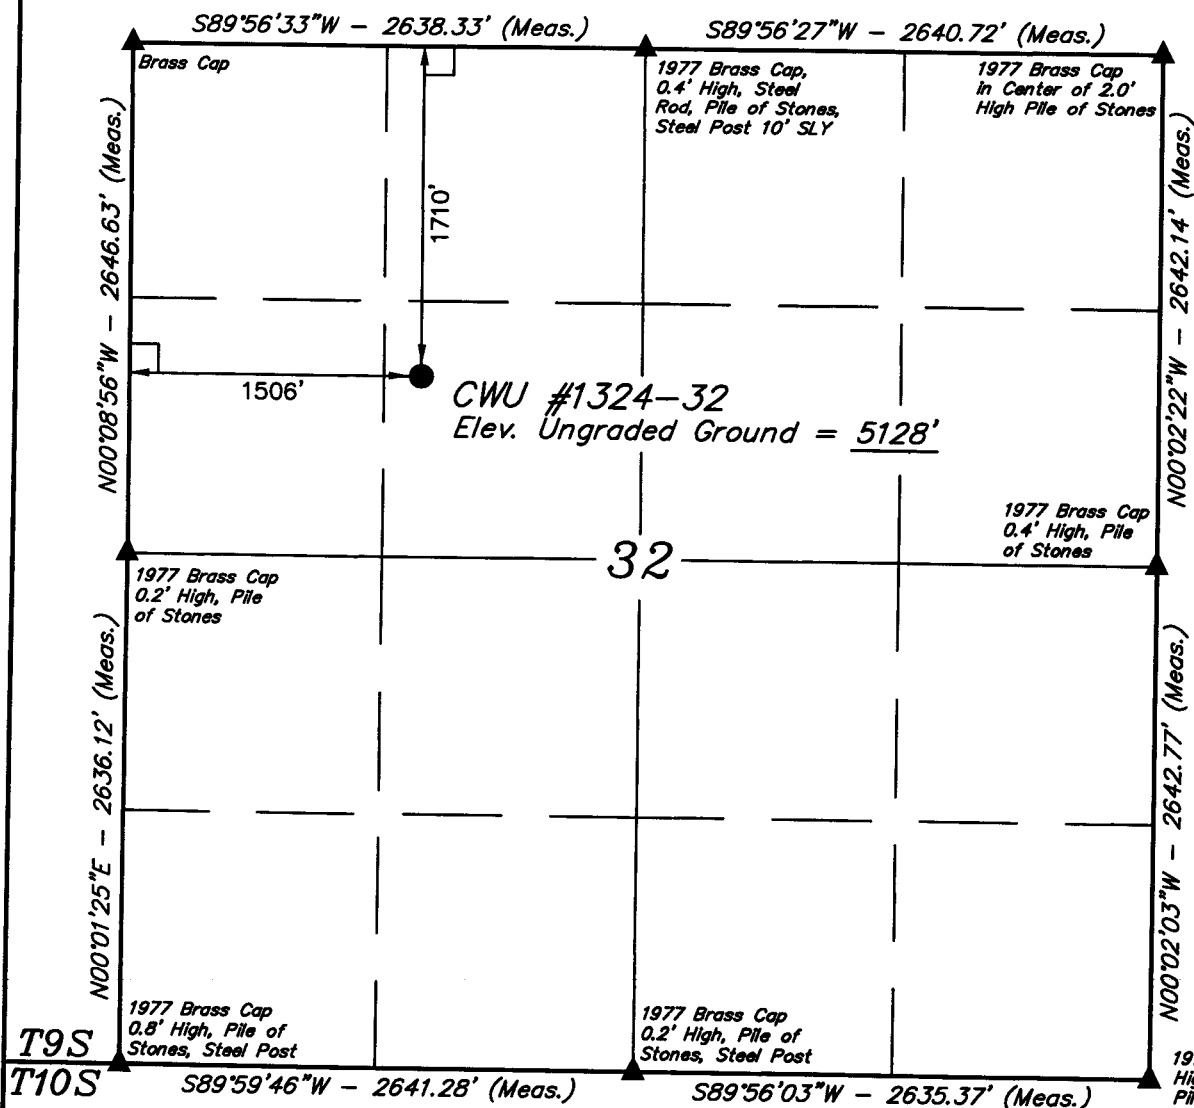 S89°56'33"W - 2638.33' (Meas.)
S89°56'27"W - 2640.72' (Meas.)
Brass Cap
1977 Brass Cap,
0.4' High, Steel
Rod, Pile of Stones,
Steel Post 10' SLY
1977 Brass Cap
in Center of 2.0'
High Pile of Stones
N00°08'56"W - 2646.63' (Meas.)
1710'
N00°02'22"W - 2642.14' (Meas.)
1506'
CWU #1324-32
Elev. Ungraded Ground = 5128'
1977 Brass Cap
0.4' High, Pile
of Stones
32
1977 Brass Cap
0.2' High, Pile
of Stones
N00°01'25"E - 2636.12' (Meas.)
N00°02'03"W - 2642.77' (Meas.)
1977 Brass Cap
0.8' High, Pile of
Stones, Steel Post
1977 Brass Cap
0.2' High, Pile of
Stones, Steel Post
T9S
T10S
S89°59'46"W - 2641.28' (Meas.)
S89°56'03"W - 2635.37' (Meas.)